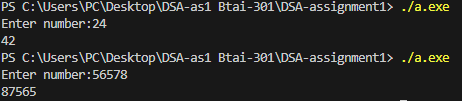 PS C:\Users\PC\Desktop\DSA-as1 Btai-301\DSA-assignment1> ./a.exe
Enter number:24
42
PS C:\Users\PC\Desktop\DSA-as1 Btai-301\DSA-assignment1> ./a.exe
Enter number:56578
87565